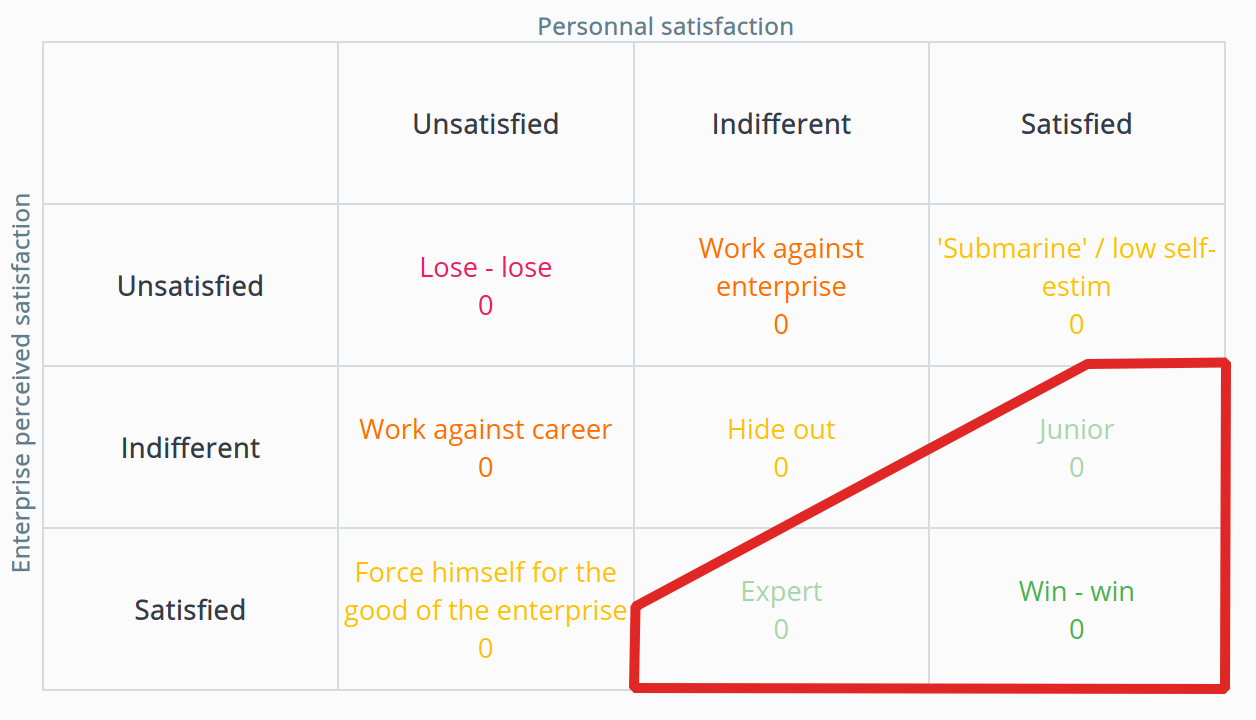 Personnal satisfaction
Unsatisfied
Indifferent
Satisfied
Enterprise perceived satisfaction
Unsatisfied
Lose - lose
0
Work against
enterprise
0
'Submarine' / low self-
estim
0
Indifferent
Work against career
0
Hide out
0
Junior
0
Satisfied
Force himself for the
good of the enterprise
0
Expert
0
Win - win
0